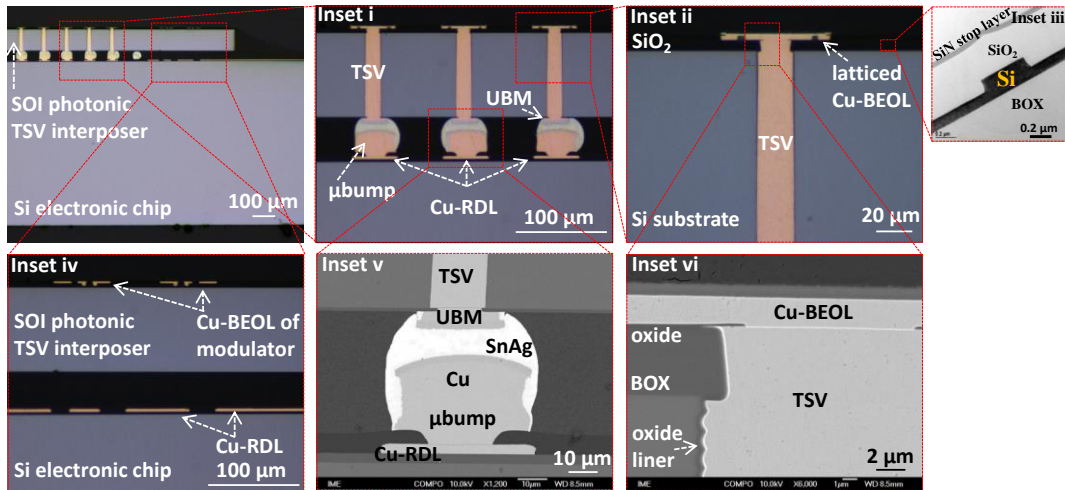 SOI photonic
TSV interposer
Si electronic chip
100 µm
Inset i
TSV
UBM
µbump
Cu-RDL
100 µm
Inset ii
SiO2
latticed
Cu-BEOL
TSV
Si substrate
20 µm
Inset iii
SiN stop layer
SiO2
Si
BOX
0.2 µm
0.2 µm
Inset iv
SOI photonic
TSV interposer
Cu-BEOL of
modulator
Cu-RDL
Si electronic chip
100 µm
Inset v
TSV
UBM
SnAg
Cu
µbump
Cu-RDL
10 µm
IME COMPO 10.0kV X1,200 10µm WD 8.5mm
Inset vi
Cu-BEOL
oxide
BOX
TSV
oxide
liner
2 µm
IME COMPO 10.0kV X6,000 1µm WD 8.5mm